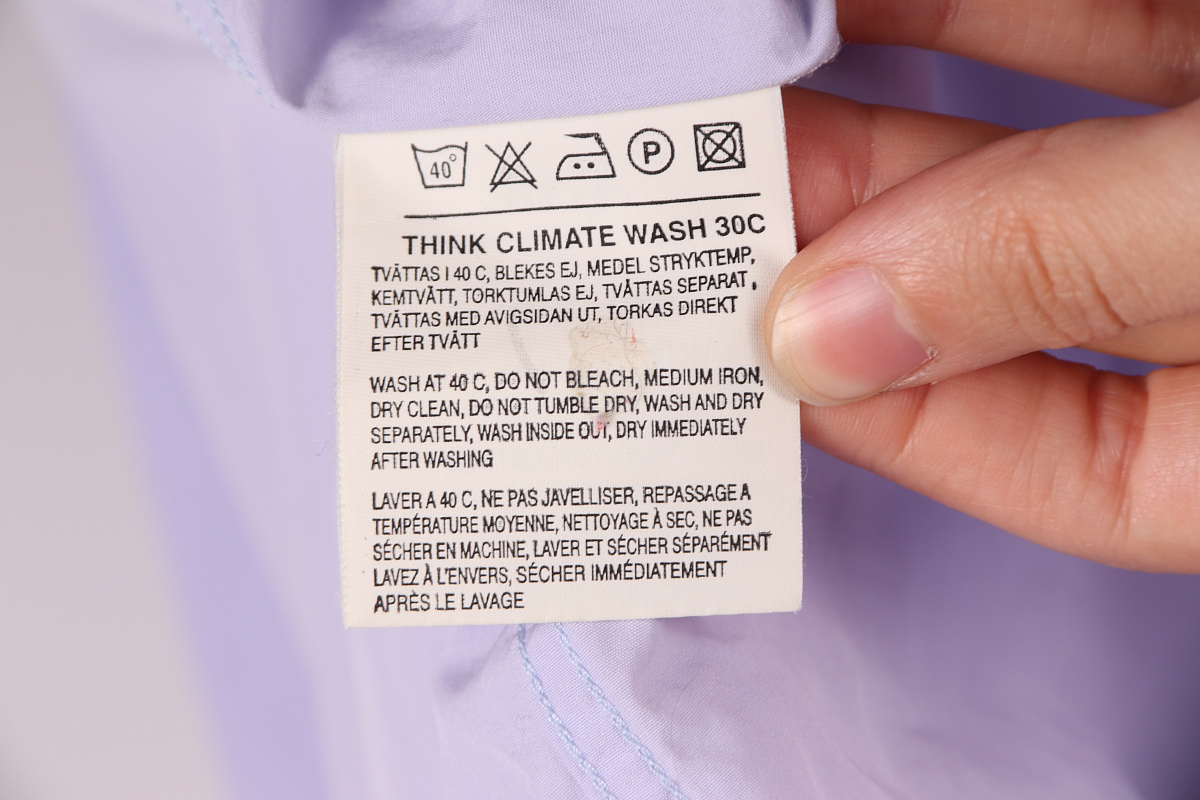 40°
P
THINK CLIMATE WASH 30C
TVÄTTAS I 40 C, BLEKES EJ, MEDEL STRYKTEMP,
KEMTVÄTT, TORKTUMLAS EJ, TVÄTTAS SEPARAT ,
TVÄTTAS MED AVIGSIDAN UT, TORKAS DIREKT
EFTER TVÄTT
WASH AT 40 C, DO NOT BLEACH, MEDIUM IRON,
DRY CLEAN, DO NOT TUMBLE DRY, WASH AND DRY
SEPARATELY, WASH INSIDE OUT, DRY IMMEDIATELY
AFTER WASHING
LAVER A 40 C, NE PAS JAVELLISER, REPASSAGE A
TEMPÉRATURE MOYENNE, NETTOYAGE À SEC, NE PAS
SÉCHER EN MACHINE, LAVER ET SÉCHER SÉPARÉMENT
LAVEZ À L'ENVERS, SÉCHER IMMÉDIATEMENT
APRÈS LE LAVAGE